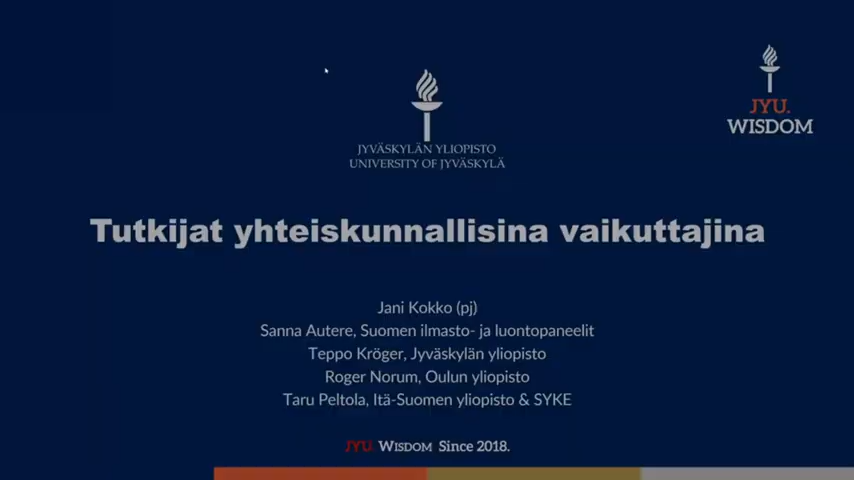 JYU.
WISDOM
JYVÄSKYLÄN YLIOPISTO
UNIVERSITY OF JYVÄSKYLÄ
Tutkijat yhteiskunnallisina vaikuttajina
Jani Kokko (pj)
Sanna Autere, Suomen ilmasto- ja luontopaneelit
Teppo Kröger, Jyväskylän yliopisto
Roger Norum, Oulun yliopisto
Taru Peltola, Itä-Suomen yliopisto & SYKE
JYU. WISDOM Since 2018.